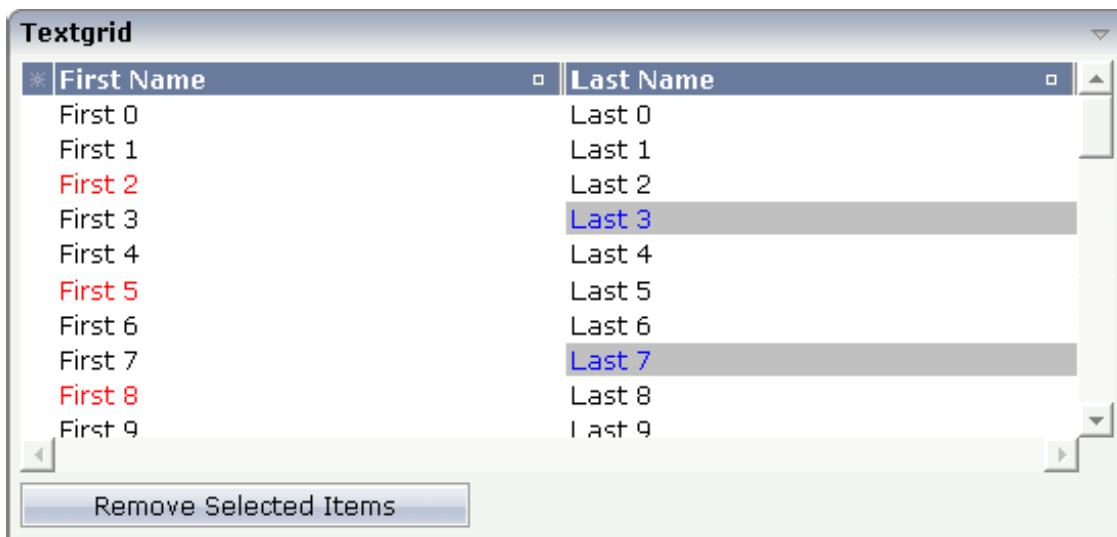 Textgrid
First Name Last Name
First 0 Last 0
First 1 Last 1
First 2 Last 2
First 3 Last 3
First 4 Last 4
First 5 Last 5
First 6 Last 6
First 7 Last 7
First 8 Last 8
First 9 Last 9
Remove Selected Items